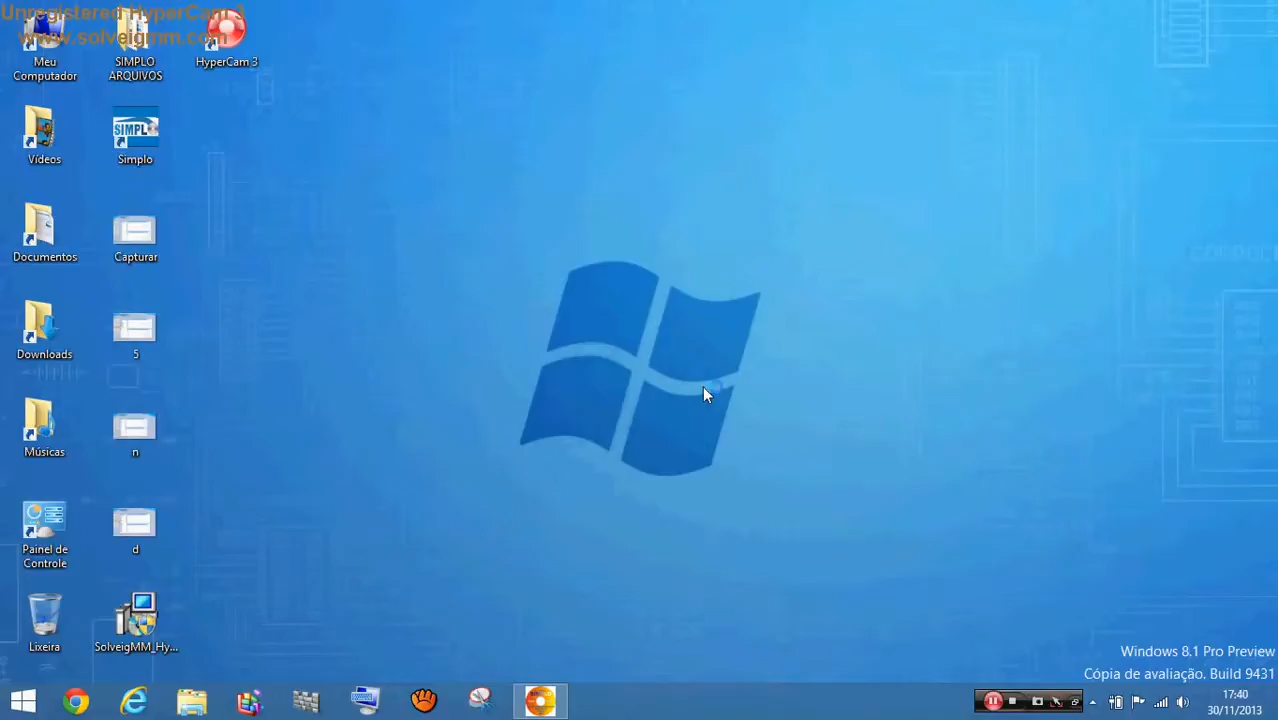 Unregistered HyperCam 3
www.solveigmm.com
Meu Computador
SIMPLO ARQUIVOS
HyperCam 3
Vídeos
SIMPL
Simplo
Documentos
Capturar
Downloads
5
Músicas
n
Painel de Controle
d
Lixeira
SolveigMM_Hy...
Windows 8.1 Pro Preview
Cópia de avaliação. Build 9431
17:40
30/11/2013